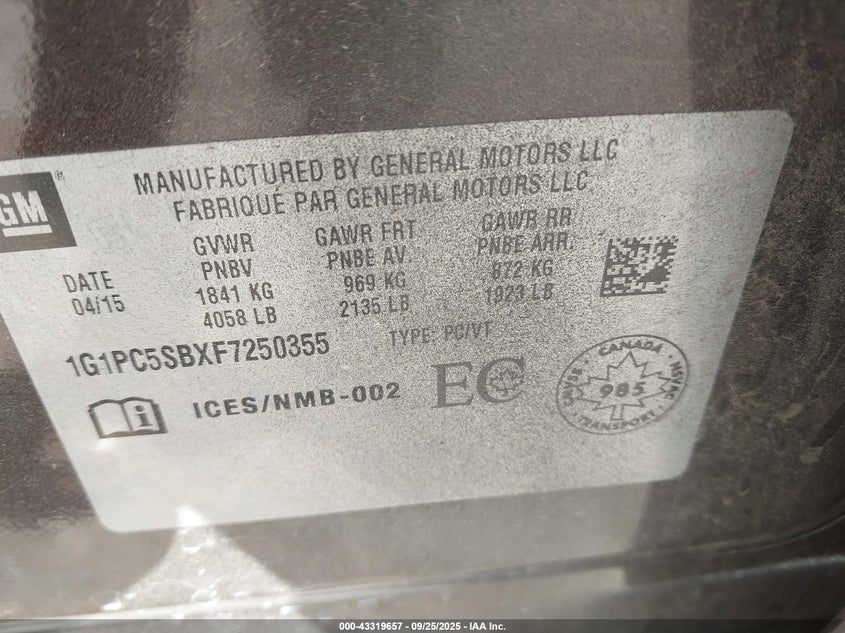 MANUFACTURED BY GENERAL MOTORS LLC
FABRIQUÉ PAR GENERAL MOTORS LLC
GM
®
DATE
04/15
GVWR
PNBV
1841 KG
4058 LB
GAWR FRT
PNBE AV.
969 KG
2135 LB
GAWR RR
PNBE ARR.
872 KG
1923 LB
1G1PC5SBXF7250355
TYPE: PC/VT
i ICES/NMB-002
EC
CANADA
985
TRANSPORT
NSVAC
000-43319657 - 09/25/2025 - IAA Inc.